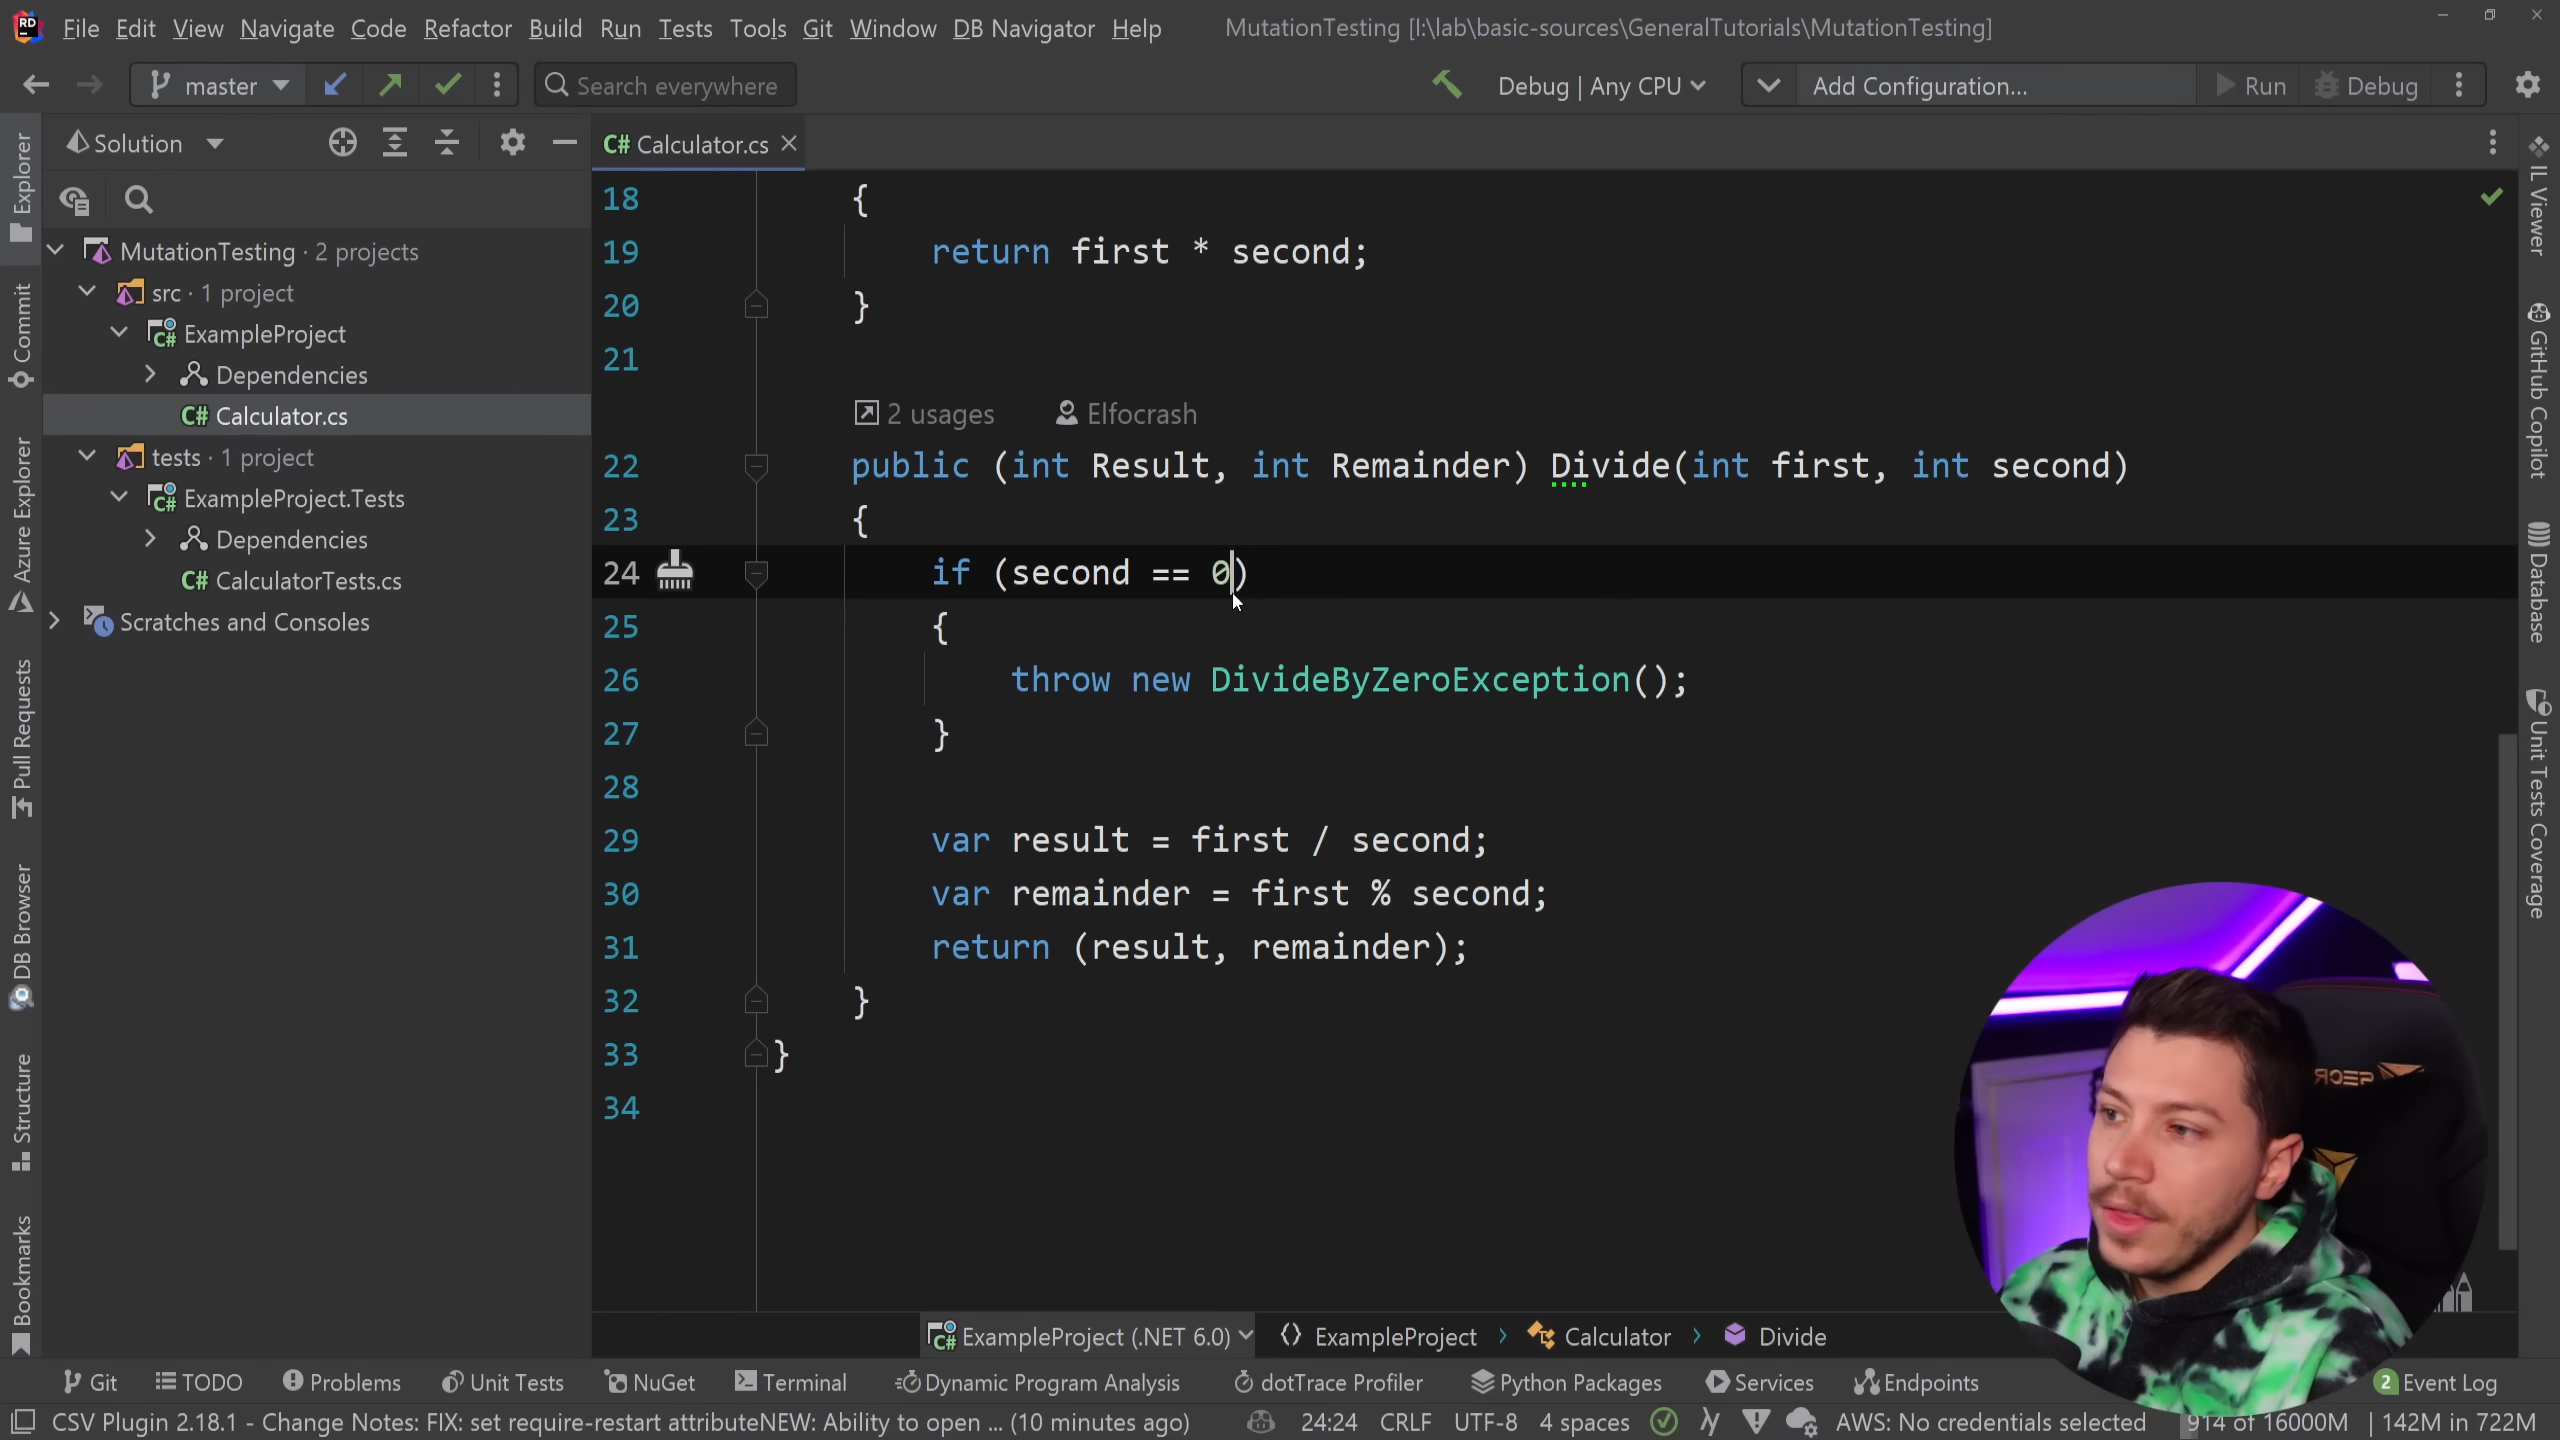 RD File Edit View Navigate Code Refactor Build Run Tests Tools Git Window DB Navigator Help MutationTesting [I:\lab\basic-sources\GeneralTutorials\MutationTesting]
master Search everywhere Debug | Any CPU Add Configuration... Run Debug
Solution
C# Calculator.cs
Explorer
Commit
Azure Explorer
Pull Requests
DB Browser
Structure
Bookmarks
MutationTesting · 2 projects
src · 1 project
C# ExampleProject
Dependencies
C# Calculator.cs
tests · 1 project
C# ExampleProject.Tests
Dependencies
C# CalculatorTests.cs
Scratches and Consoles
18 {
19 return first * second;
20 }
21
2 usages Elfocrash
22 public (int Result, int Remainder) Divide(int first, int second)
23 {
24 if (second == 0)
25 {
26 throw new DivideByZeroException();
27 }
28
29 var result = first / second;
30 var remainder = first % second;
31 return (result, remainder);
32 }
33 }
34
IL Viewer
GitHub Copilot
Database
Unit Tests Coverage
C# ExampleProject (.NET 6.0) ExampleProject Calculator Divide
Git TODO Problems Unit Tests NuGet Terminal Dynamic Program Analysis dotTrace Profiler Python Packages Services Endpoints 2 Event Log
CSV Plugin 2.18.1 - Change Notes: FIX: set require-restart attributeNEW: Ability to open ... (10 minutes ago) 24:24 CRLF UTF-8 4 spaces AWS: No credentials selected 914 of 16000M 142M in 722M